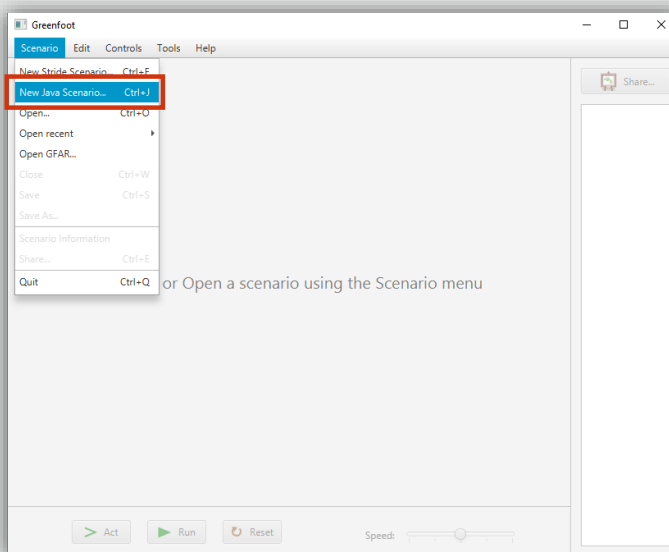 Greenfoot
Scenario Edit Controls Tools Help
New Stride Scenario... Ctrl+F
New Java Scenario... Ctrl+J
Open... Ctrl+O
Open recent
Open GFAR...
Close Ctrl+W
Save Ctrl+S
Save As...
Scenario Information
Share... Ctrl+E
Quit Ctrl+Q
Share...
or Open a scenario using the Scenario menu
Act Run Reset Speed: